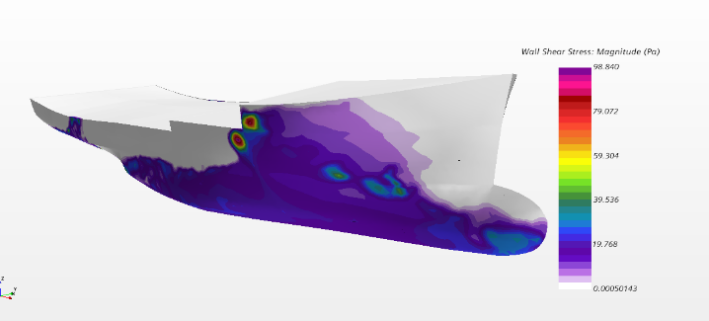 Wall Shear Stress: Magnitude (Pa)
98.840
79.072
59.304
39.536
19.768
0.00050143
z
Y